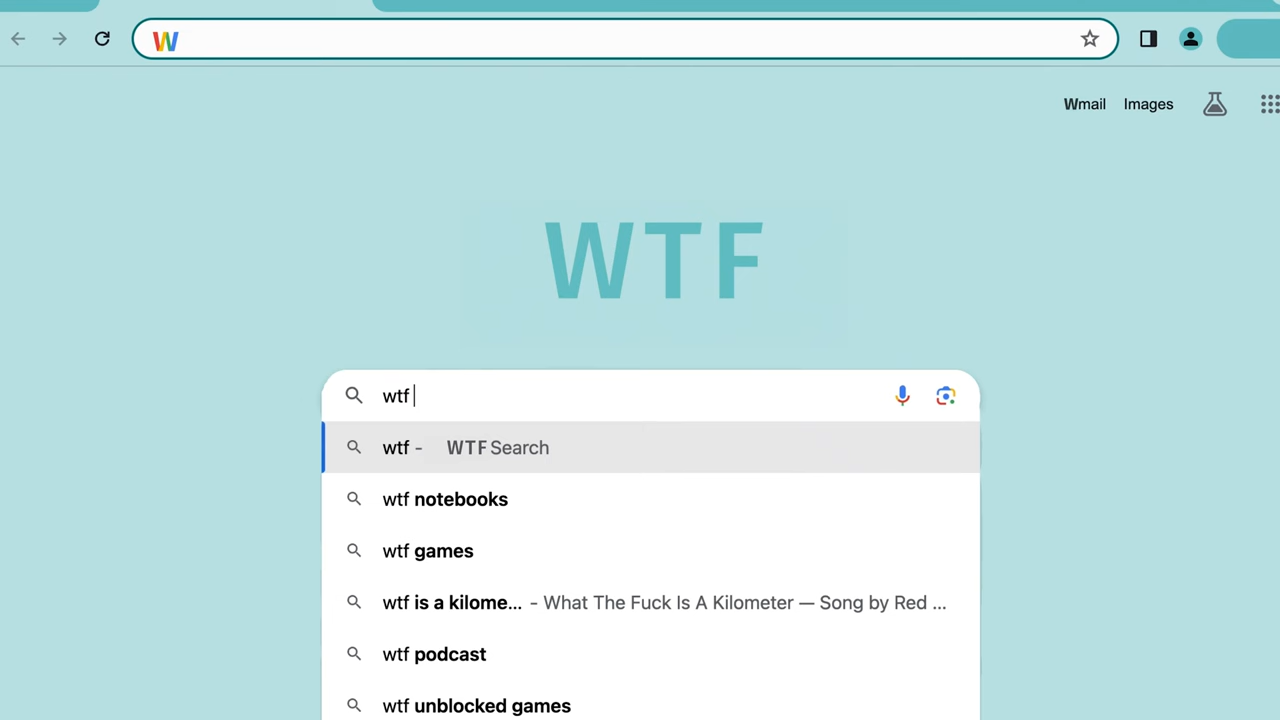 W
Wmail Images
WTF
wtf
wtf - WTF Search
wtf notebooks
wtf games
wtf is a kilome... - What The Fuck Is A Kilometer — Song by Red ...
wtf podcast
wtf unblocked games